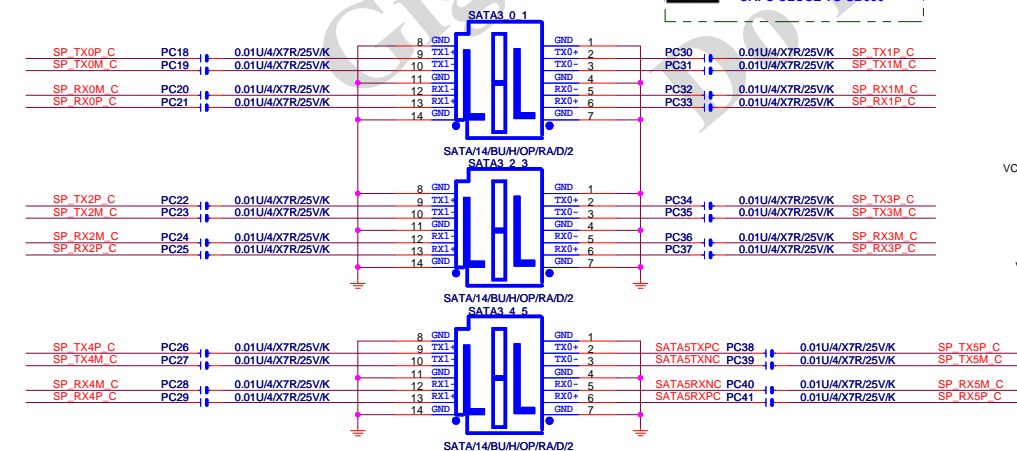 SATA3_0_1
8 GND GND 1
SP_TX0P_C PC18 0.01U/4/X7R/25V/K 9 TX1+ TX0+ 2 PC30 0.01U/4/X7R/25V/K SP_TX1P_C
SP_TX0M_C PC19 0.01U/4/X7R/25V/K 10 TX1- TX0- 3 PC31 0.01U/4/X7R/25V/K SP_TX1M_C
11 GND GND 4
SP_RX0M_C PC20 0.01U/4/X7R/25V/K 12 RX1- RX0- 5 PC32 0.01U/4/X7R/25V/K SP_RX1M_C
SP_RX0P_C PC21 0.01U/4/X7R/25V/K 13 RX1+ RX0+ 6 PC33 0.01U/4/X7R/25V/K SP_RX1P_C
14 GND GND 7
SATA/14/BU/H/OP/RA/D/2
SATA3_2_3
8 GND GND 1
SP_TX2P_C PC22 0.01U/4/X7R/25V/K 9 TX1+ TX0+ 2 PC34 0.01U/4/X7R/25V/K SP_TX3P_C
SP_TX2M_C PC23 0.01U/4/X7R/25V/K 10 TX1- TX0- 3 PC35 0.01U/4/X7R/25V/K SP_TX3M_C
11 GND GND 4
SP_RX2M_C PC24 0.01U/4/X7R/25V/K 12 RX1- RX0- 5 PC36 0.01U/4/X7R/25V/K SP_RX3M_C
SP_RX2P_C PC25 0.01U/4/X7R/25V/K 13 RX1+ RX0+ 6 PC37 0.01U/4/X7R/25V/K SP_RX3P_C
14 GND GND 7
SATA/14/BU/H/OP/RA/D/2
SATA3_4_5
8 GND GND 1
SP_TX4P_C PC26 0.01U/4/X7R/25V/K 9 TX1+ TX0+ 2 SATA5TXPC PC38 0.01U/4/X7R/25V/K SP_TX5P_C
SP_TX4M_C PC27 0.01U/4/X7R/25V/K 10 TX1- TX0- 3 SATA5TXNC PC39 0.01U/4/X7R/25V/K SP_TX5M_C
11 GND GND 4
SP_RX4M_C PC28 0.01U/4/X7R/25V/K 12 RX1- RX0- 5 SATA5RXNC PC40 0.01U/4/X7R/25V/K SP_RX5M_C
SP_RX4P_C PC29 0.01U/4/X7R/25V/K 13 RX1+ RX0+ 6 SATA5RXPC PC41 0.01U/4/X7R/25V/K SP_RX5P_C
14 GND GND 7
SATA/14/BU/H/OP/RA/D/2